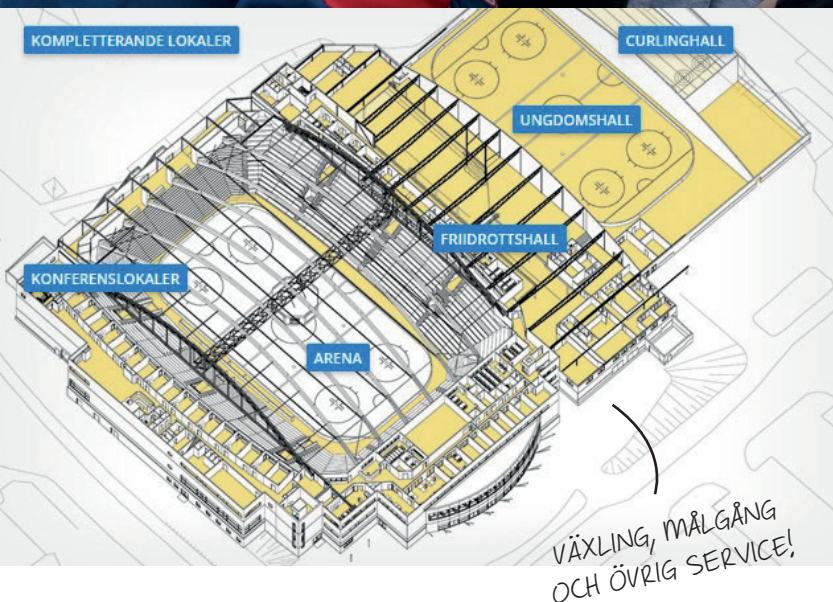 KOMPLETTERANDE LOKALER
CURLINGHALL
UNGDOMSHALL
FRIIDROTTSHALL
KONFERENSLOKALER
ARENA
VÄXLING, MÅLGÅNG
OCH ÖVRIG SERVICE!